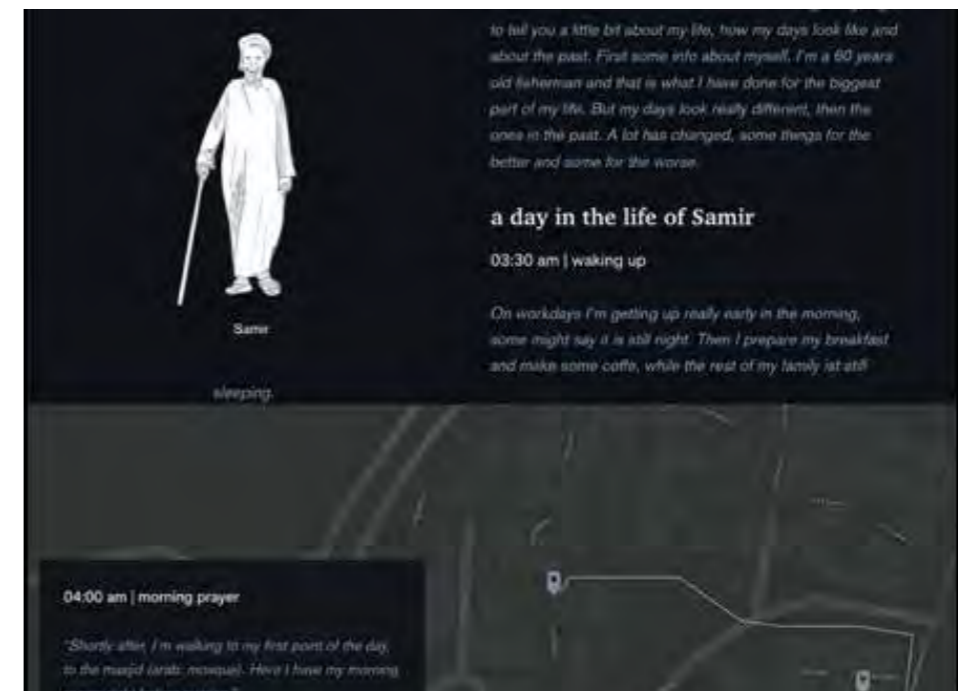 to tell you a little bit about my life, how my days look like and
about the past. First some info about myself. I'm a 60 years
old fisherman and that is what I have done for the biggest
part of my life. But my days look really different, then the
ones in the past. A lot has changed, some things for the
better and some for the worse.
a day in the life of Samir
03:30 am | waking up
Samir
On workdays I'm getting up really early in the morning,
some might say it is still night. Then I prepare my breakfast
and make some coffe, while the rest of my family ist still
sleeping.
04:00 am | morning prayer
"Shortly after, I'm walking to my first point of the day,
to the masjid (arab. mosque). Here I have my morning